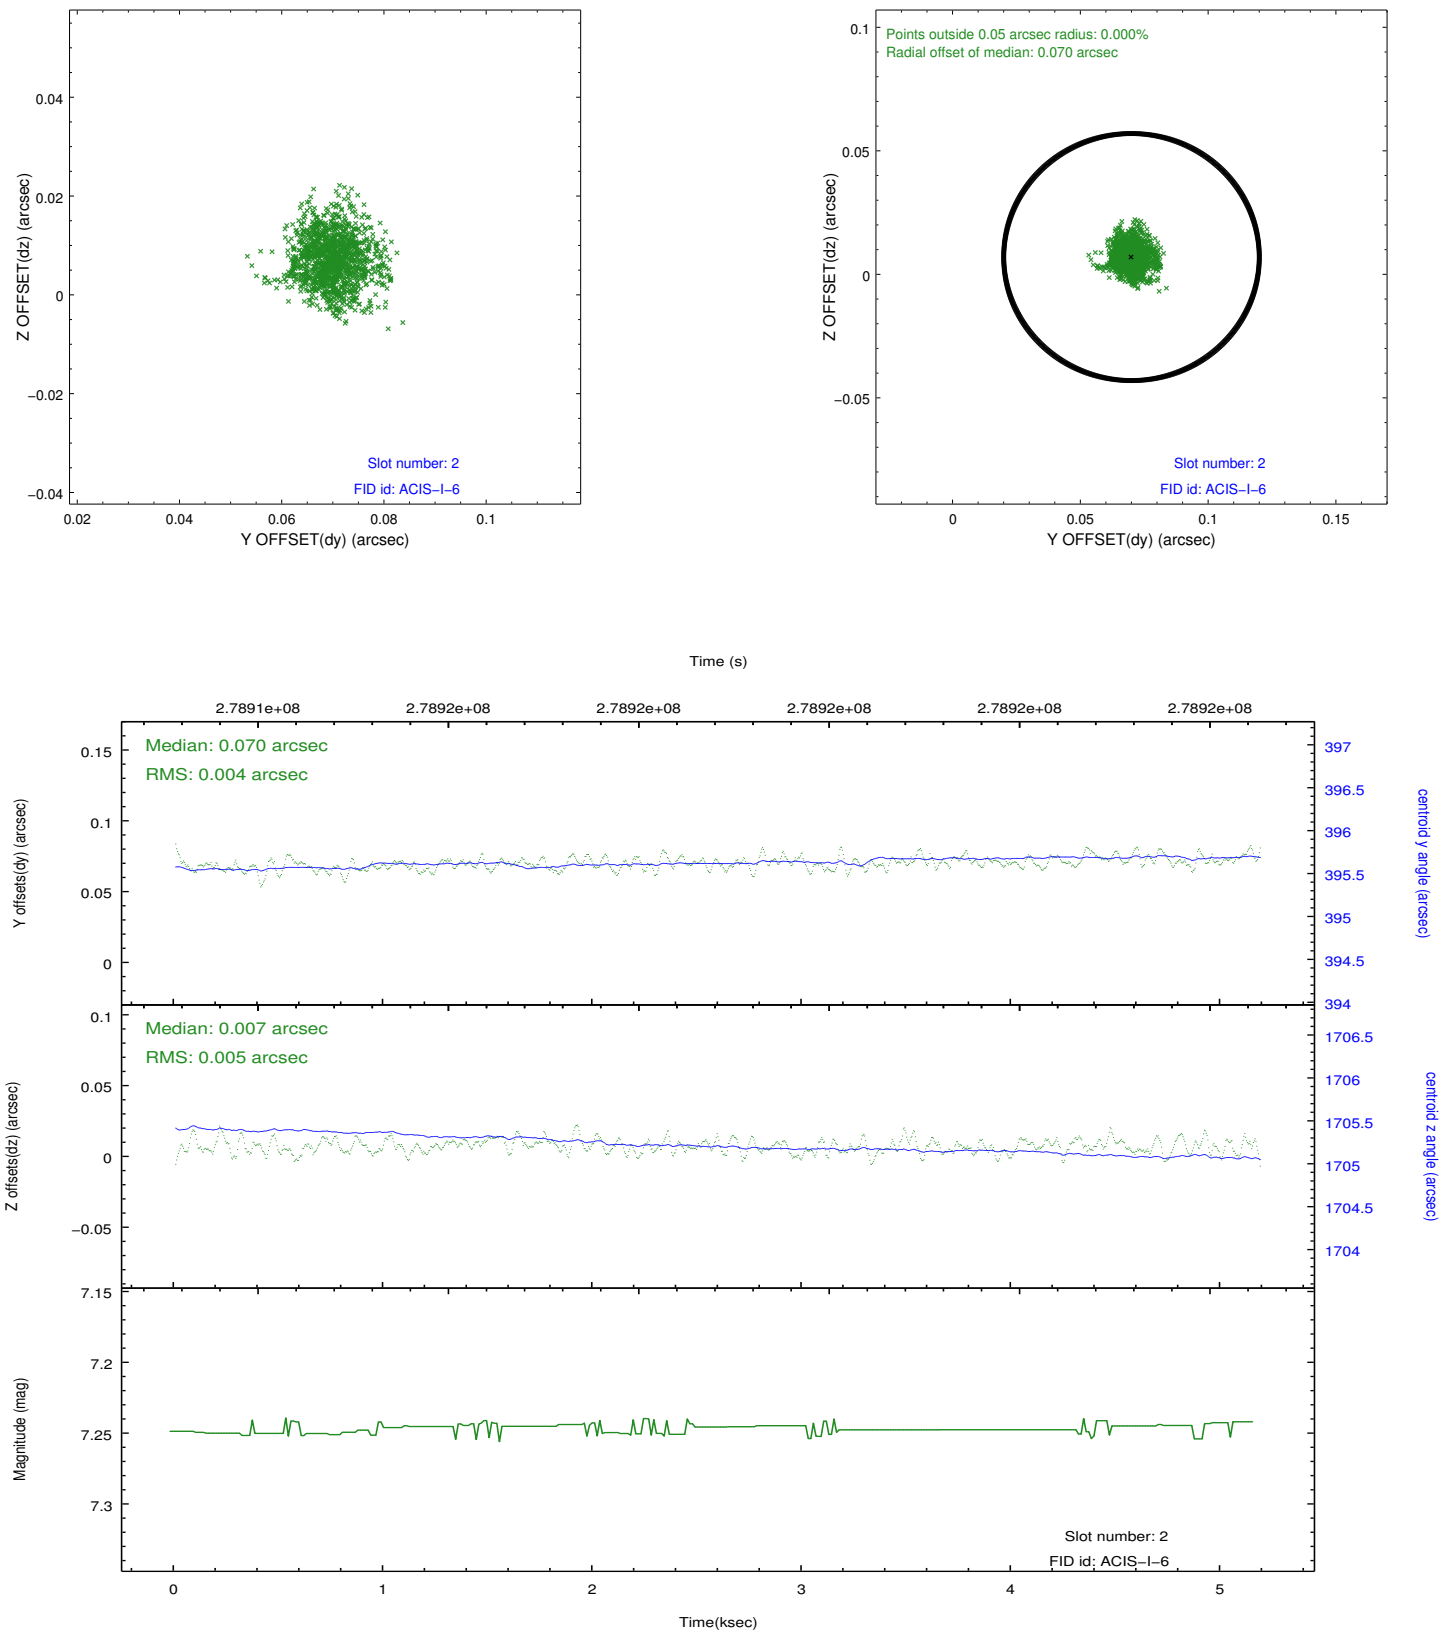 0.04
0.02
0
−0.02
−0.04
Z OFFSET(dz) (arcsec)
Slot number: 2
FID id: ACIS−I−6
0.02
0.04
0.06
0.08
0.1
Y OFFSET(dy) (arcsec)
Points outside 0.05 arcsec radius: 0.000%
Radial offset of median: 0.070 arcsec
0.1
0.05
0
−0.05
Z OFFSET(dz) (arcsec)
Slot number: 2
FID id: ACIS−I−6
0
0.05
0.1
0.15
Y OFFSET(dy) (arcsec)
Time (s)
2.7891e+08
2.7892e+08
2.7892e+08
2.7892e+08
2.7892e+08
2.7892e+08
Median: 0.070 arcsec
RMS: 0.004 arcsec
0.15
0.1
0.05
0
Y offsets(dy) (arcsec)
397
396.5
396
395.5
395
394.5
394
centroid y angle (arcsec)
Median: 0.007 arcsec
RMS: 0.005 arcsec
0.1
0.05
0
−0.05
Z offsets(dz) (arcsec)
1706.5
1706
1705.5
1705
1704.5
1704
centroid z angle (arcsec)
7.15
7.2
7.25
7.3
Magnitude (mag)
Slot number: 2
FID id: ACIS−I−6
0
1
2
3
4
5
Time(ksec)